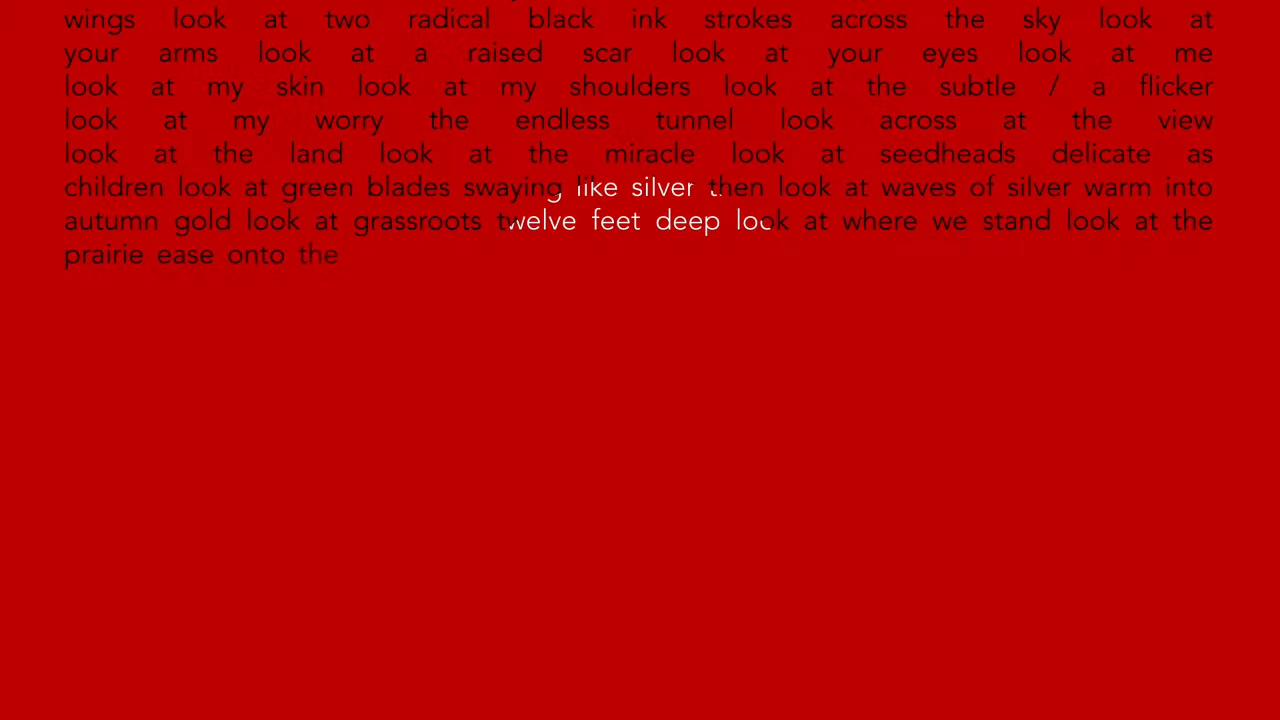 wings look at two radical black ink strokes across the sky look at
your arms look at a raised scar look at your eyes look at me
look at my skin look at my shoulders look at the subtle / a flicker
look at my worry the endless tunnel look across at the view
look at the land look at the miracle look at seedheads delicate as
children look at green blades swaying like silver then look at waves of silver warm into
autumn gold look at grassroots twelve feet deep look at where we stand look at the
prairie ease onto the